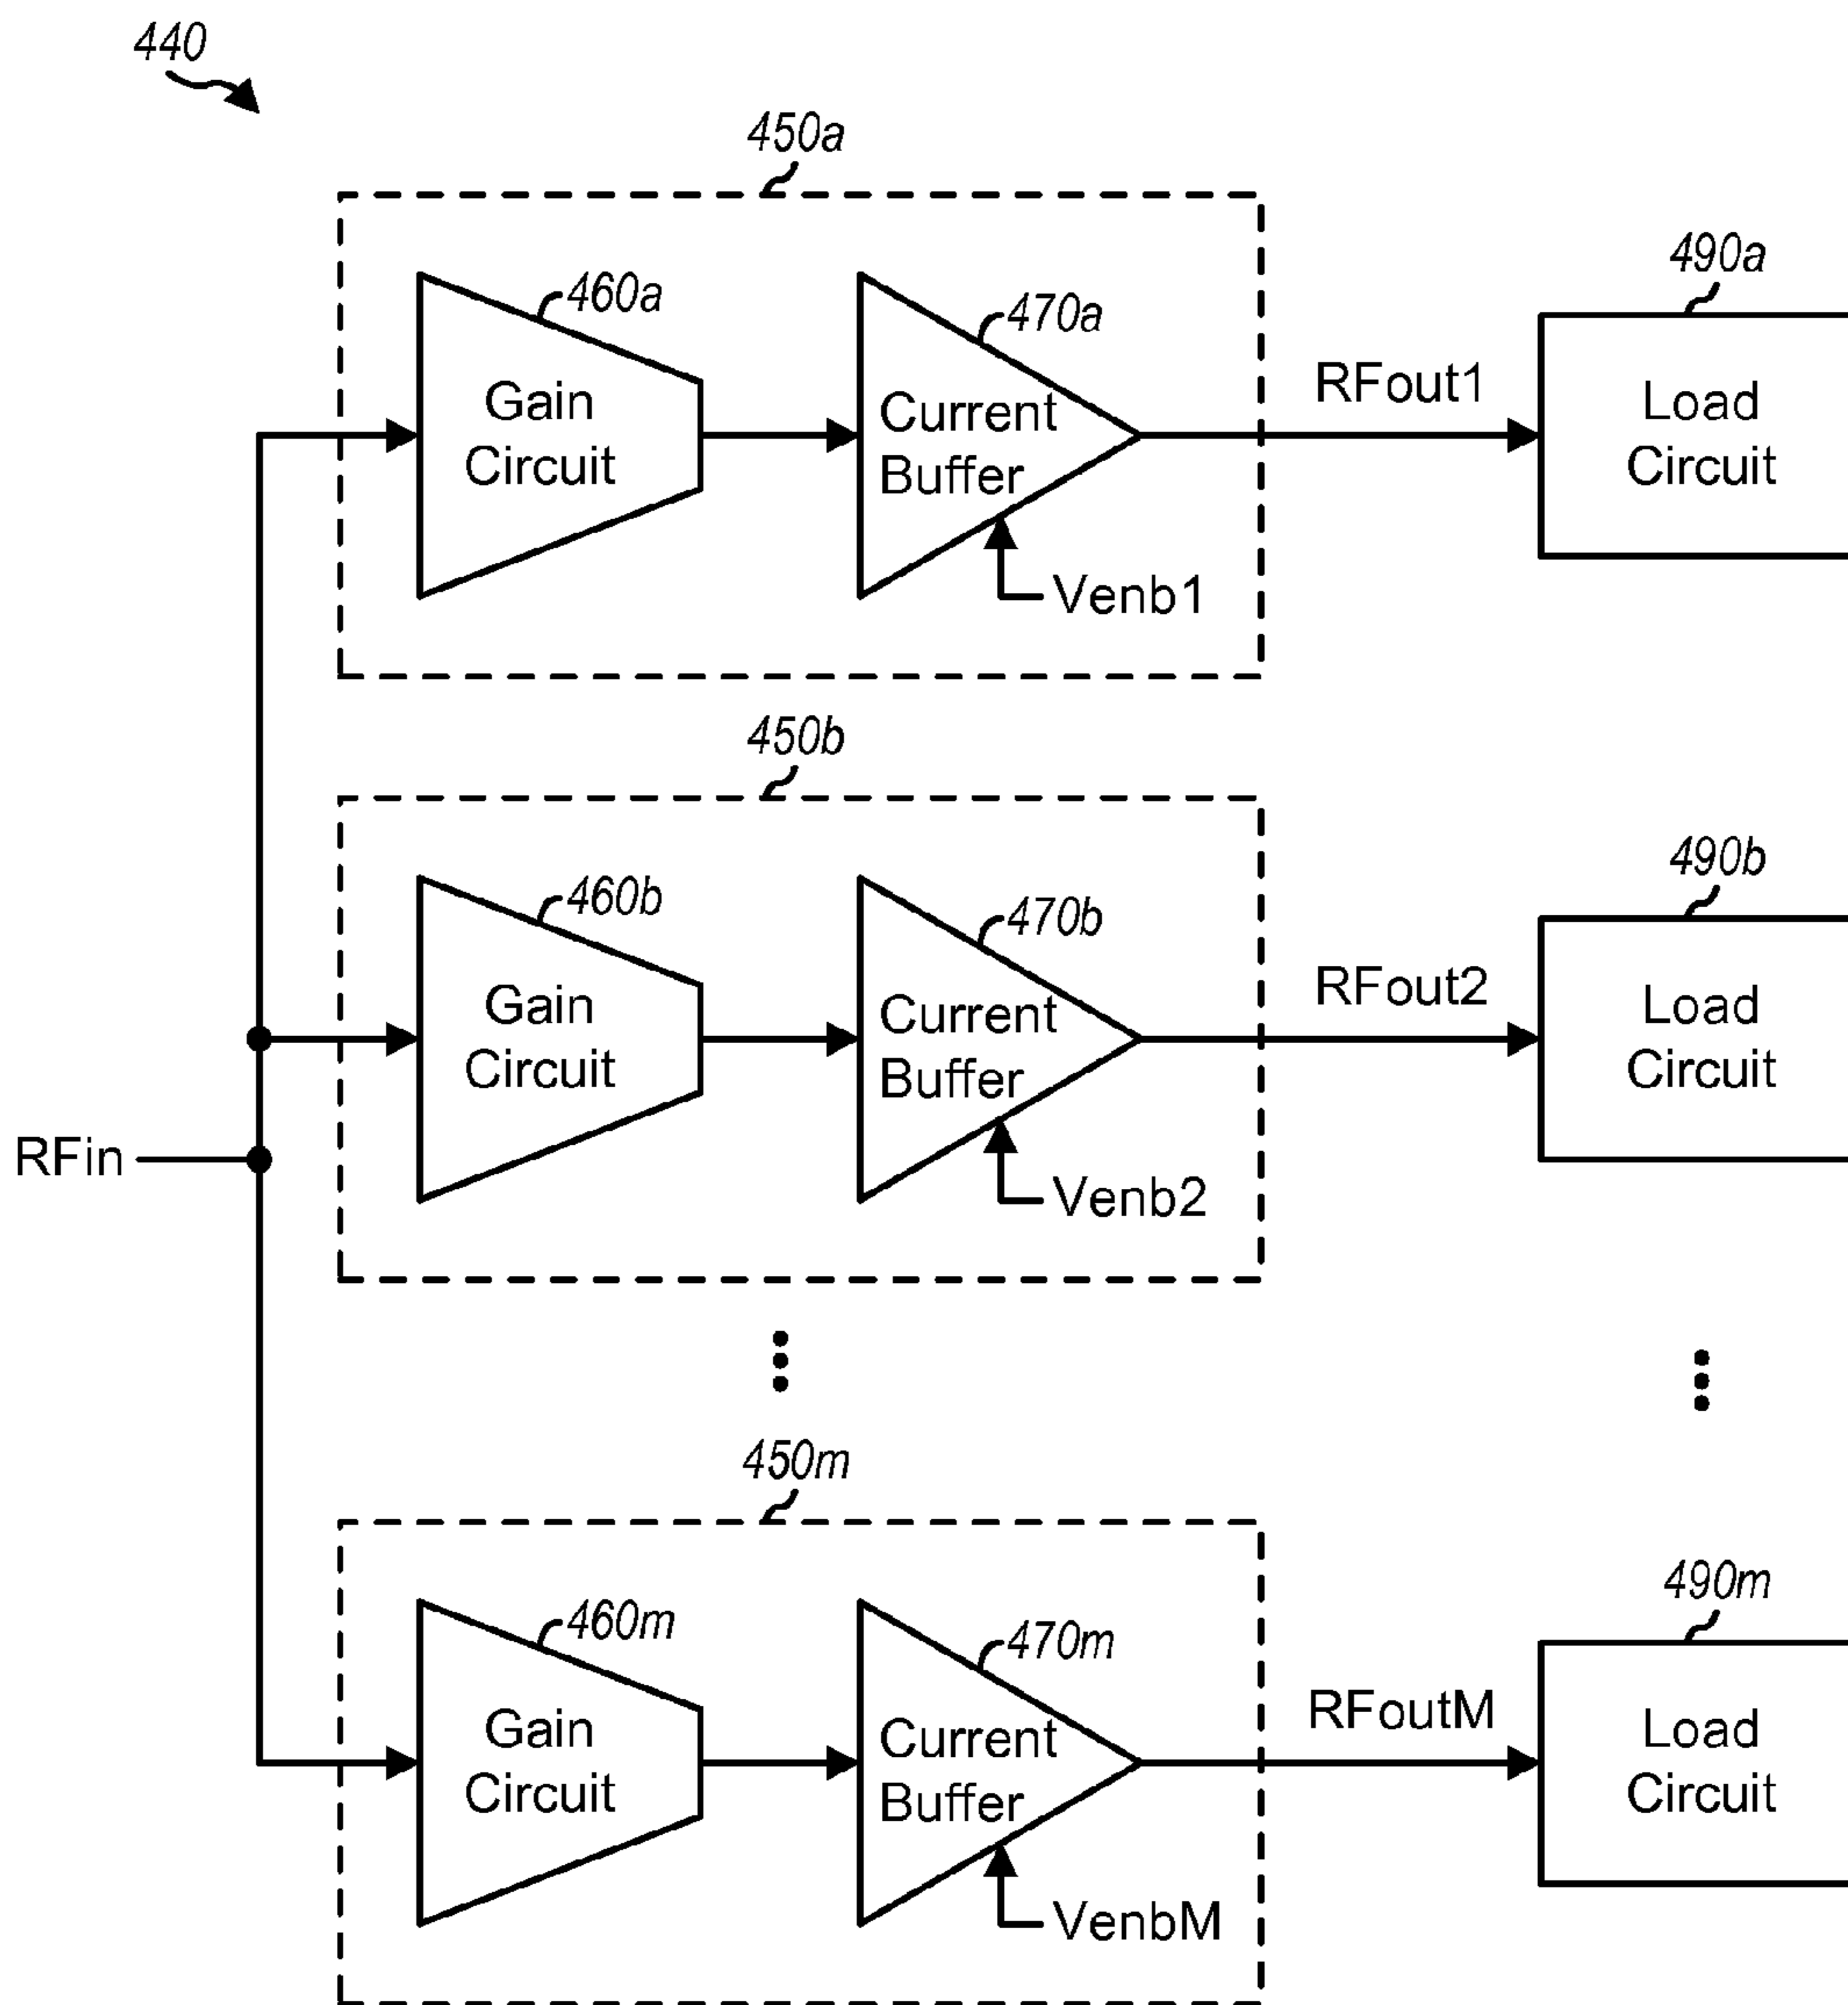 440
450a
490a
460a
470a
RFout1
Gain
Circuit
Current
Buffer
Load
Circuit
Venb1
450b
490b
460b
470b
RFout2
Gain
Circuit
Current
Buffer
Load
Circuit
RFin
Venb2
450m
490m
460m
470m
RFoutM
Gain
Circuit
Current
Buffer
Load
Circuit
VenbM